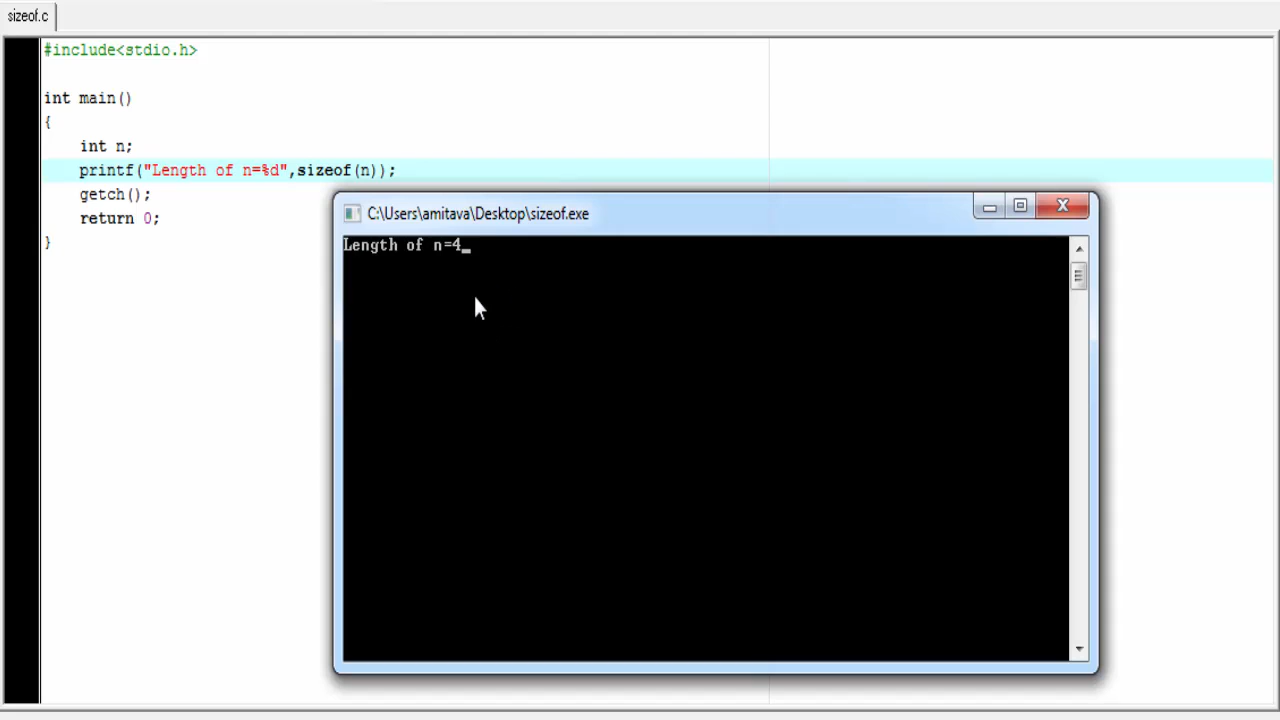 sizeof.c
#include<stdio.h>
int main()
{
int n;
printf("Length of n=%d",sizeof(n));
getch();
return 0;
}
C:\Users\amitava\Desktop\sizeof.exe
Length of n=4_